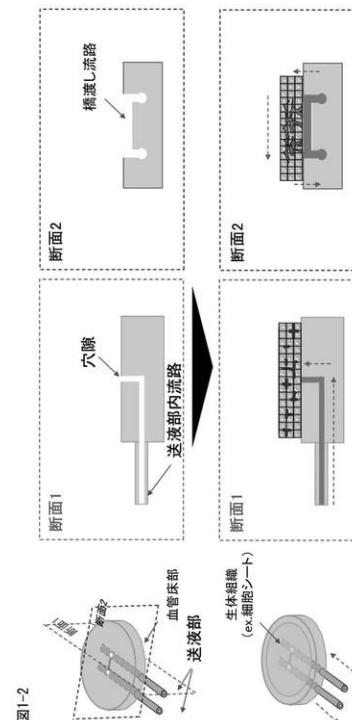 図1-2
断面1
断面2
血管床部
送液部
断面1
穴隙
送液部内流路
断面2
橋渡し流路
生体組織
(ex.細胞シート)
断面1
断面2